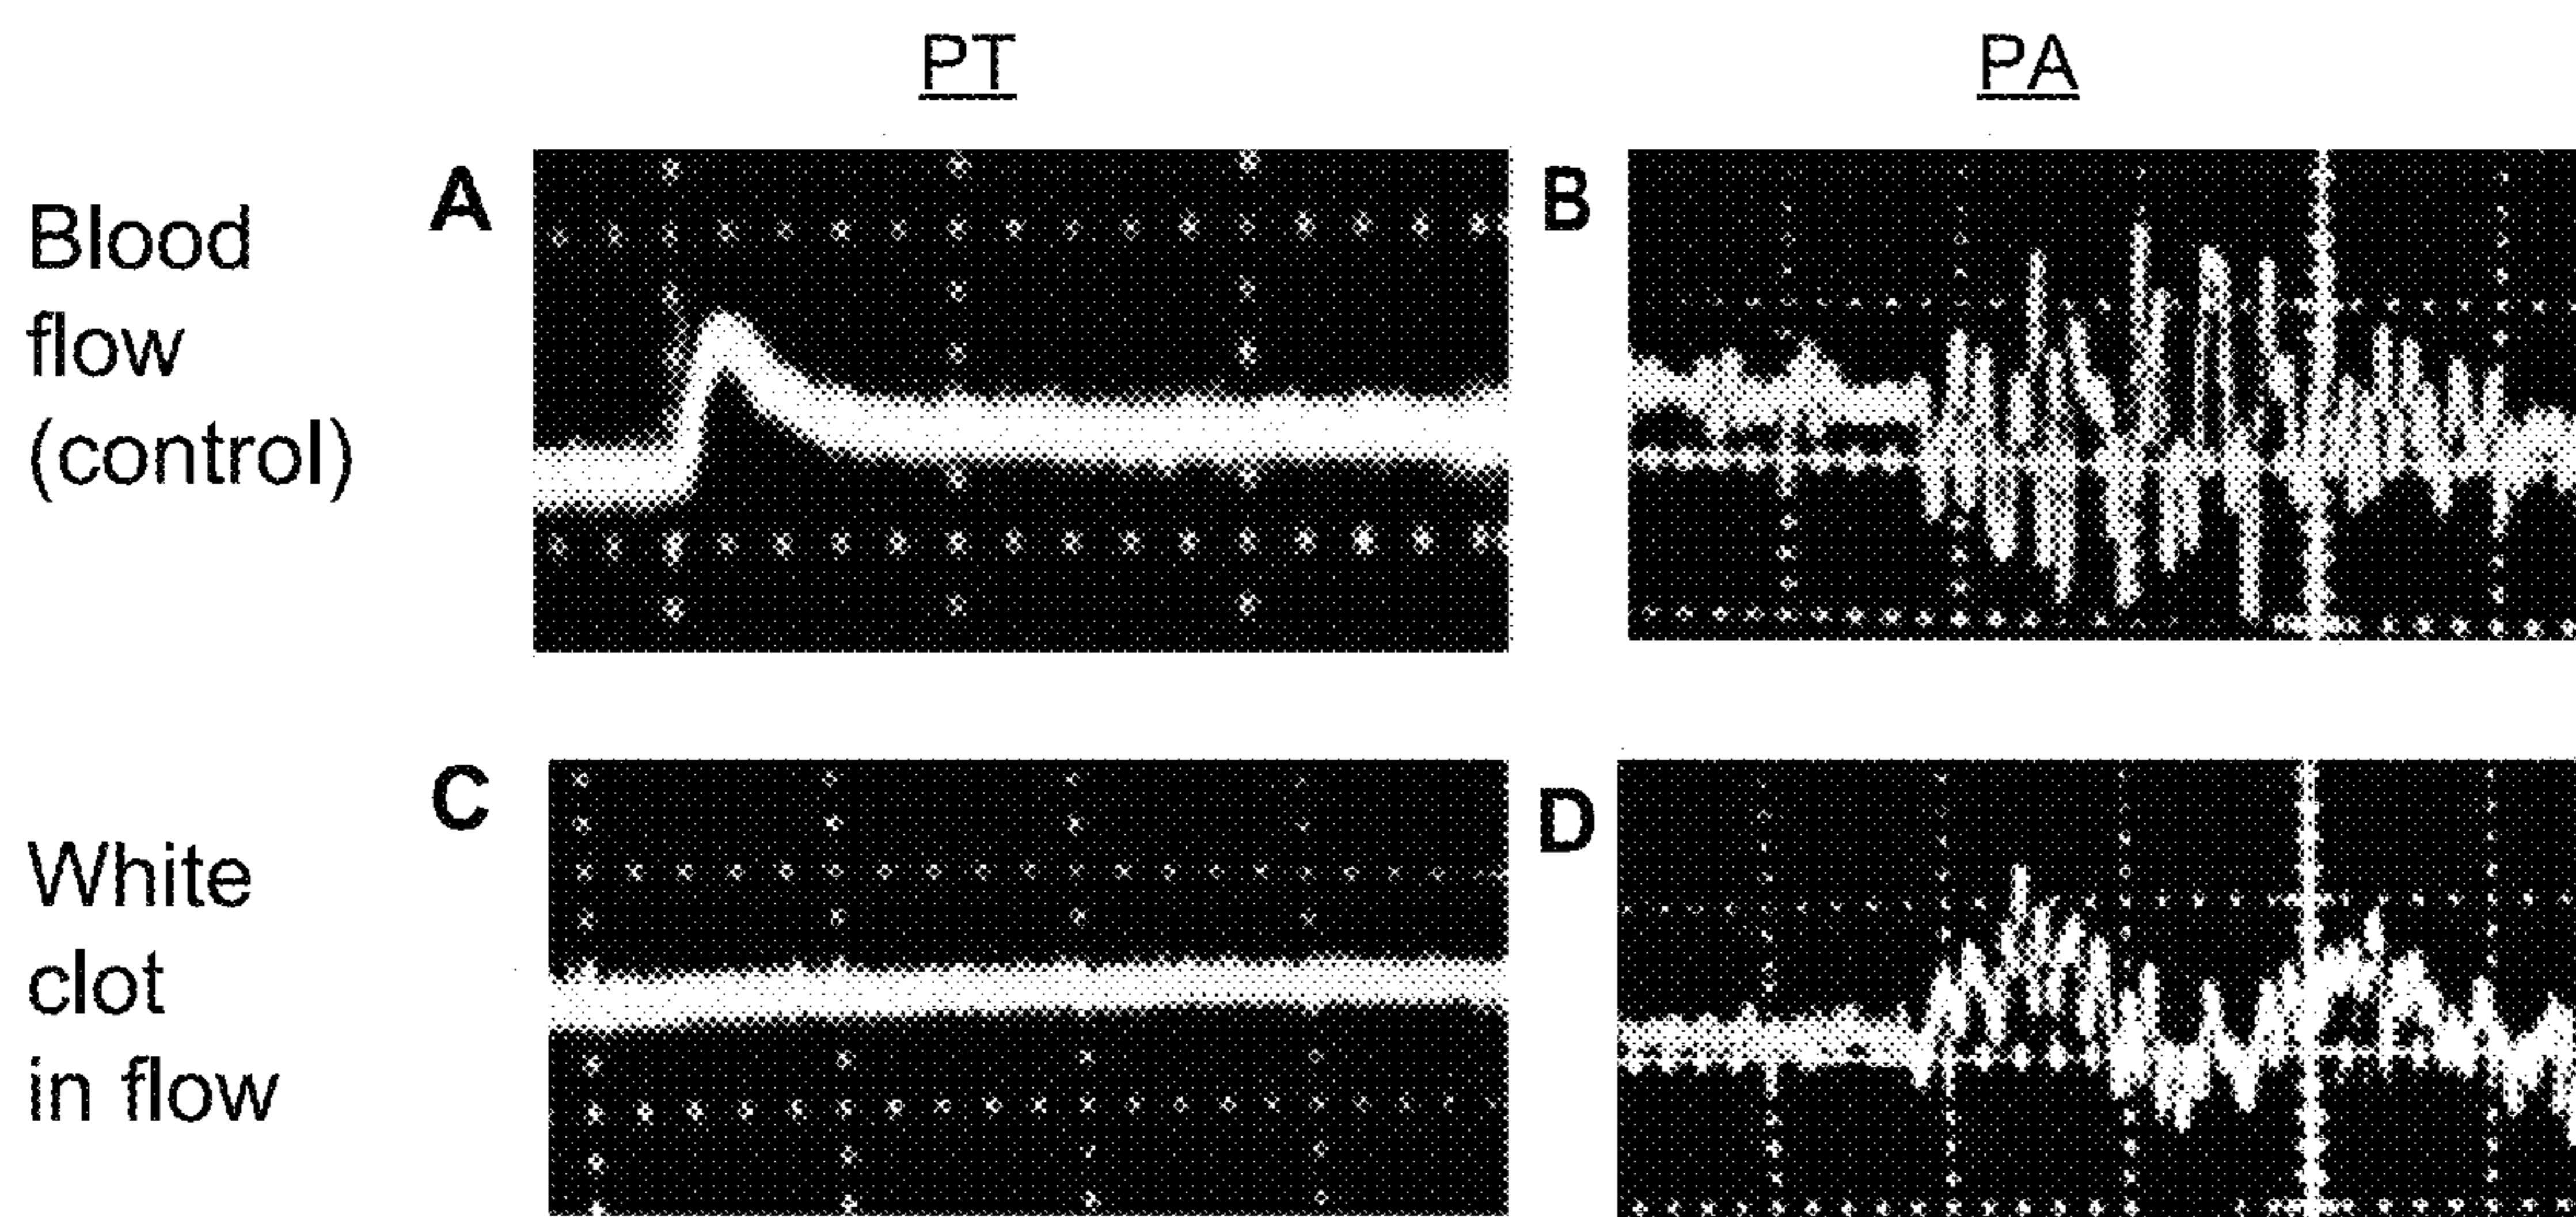 PT
PA
Blood
flow
(control)
A
B
White
clot
in flow
C
D